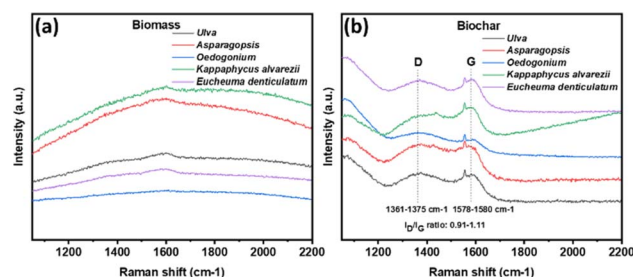 (a)
Biomass
Ulva
Asparagopsis
Oedogonium
Kappaphycus alvarezii
Eucheuma denticulatum
Intensity (a.u.)
1200 1400 1600 1800 2000 2200
Raman shift (cm-1)
(b)
Biochar
Ulva
Asparagopsis
Oedogonium
Kappaphycus alvarezii
Eucheuma denticulatum
D G
1361-1375 cm-1 1578-1580 cm-1
ID/IG ratio: 0.91-1.11
Intensity (a.u.)
1200 1400 1600 1800 2000 2200
Raman shift (cm-1)